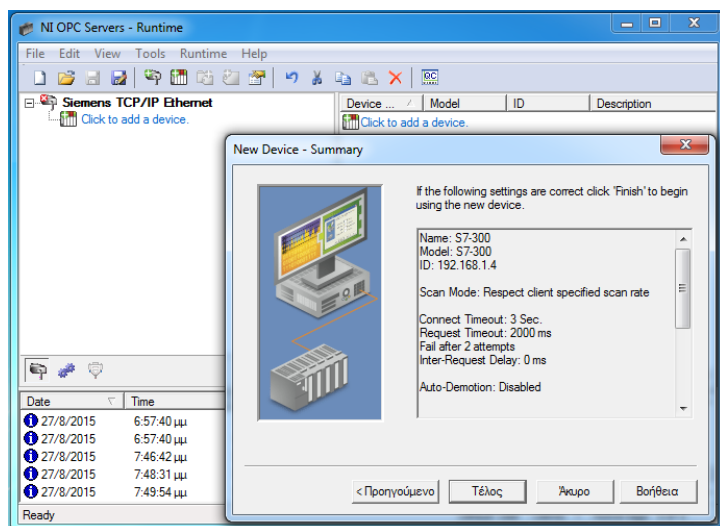 NI OPC Servers - Runtime
File Edit View Tools Runtime Help
QC
Siemens TCP/IP Ethernet
Click to add a device.
Device ... Model ID Description
Click to add a device.
New Device - Summary
If the following settings are correct click 'Finish' to begin
using the new device.
Name: S7-300
Model: S7-300
ID: 192.168.1.4
Scan Mode: Respect client specified scan rate
Connect Timeout: 3 Sec.
Request Timeout: 2000 ms
Fail after 2 attempts
Inter-Request Delay: 0 ms
Auto-Demotion: Disabled
< Προηγούμενο Τέλος Άκυρο Βοήθεια
Date Time
27/8/2015 6:57:40 μμ
27/8/2015 6:57:40 μμ
27/8/2015 7:46:42 μμ
27/8/2015 7:48:31 μμ
27/8/2015 7:49:54 μμ
Ready